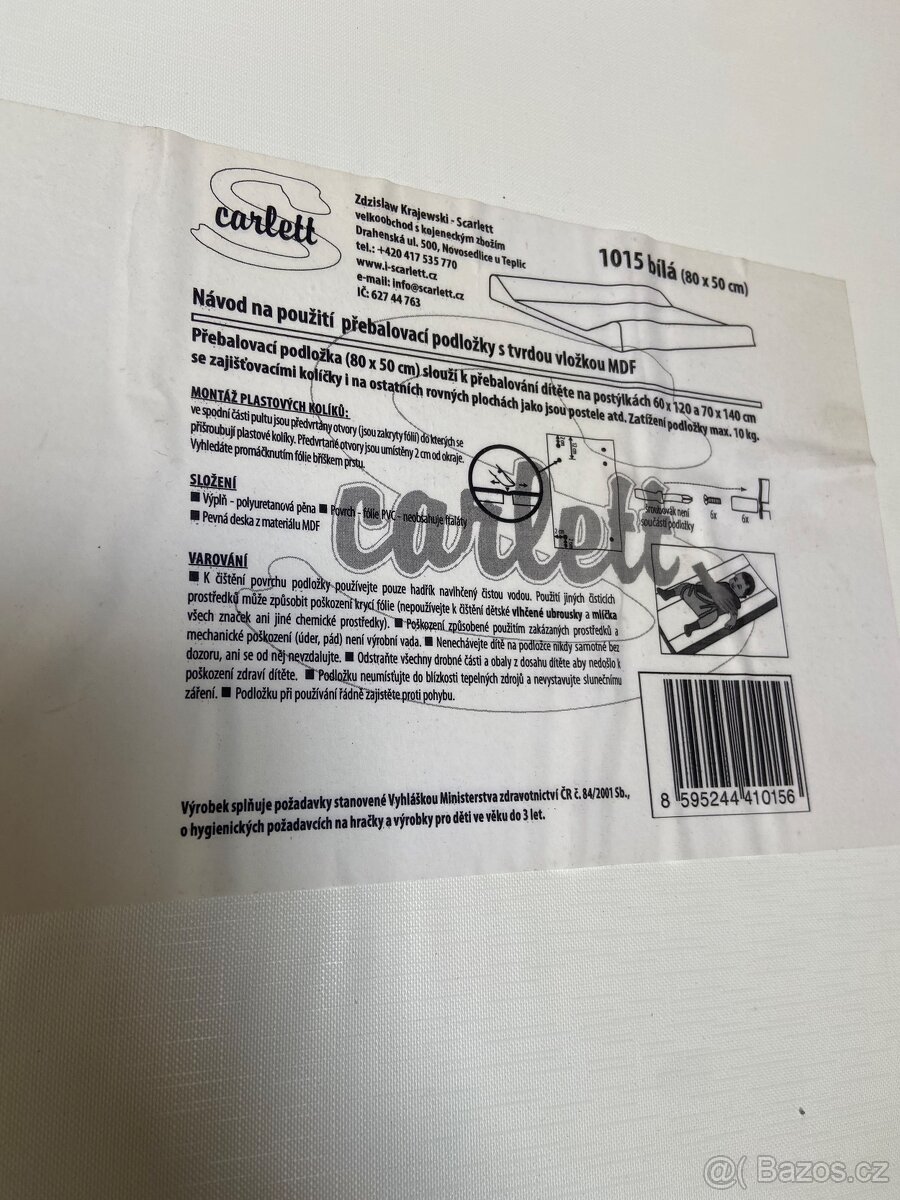 Scarlett
Zdzislaw Krajewski - Scarlett
velkoobchod s kojeneckým zbožím
Drahenská ul. 500, Novosedlice u Teplic
tel.: +420 417 535 770
www.i-scarlett.cz
e-mail: info@scarlett.cz
IČ: 627 44 763
1015 bílá (80 x 50 cm)
Návod na použití přebalovací podložky s tvrdou vložkou MDF
Přebalovací podložka (80 x 50 cm) slouží k přebalování dítěte na postýlkách 60 x 120 a 70 x 140 cm
se zajišťovacími kolíčky i na ostatních rovných plochách jako jsou postele atd. Zatížení podložky max. 10 kg.
MONTÁŽ PLASTOVÝCH KOLÍKŮ:
ve spodní části pultu jsou předvrtány otvory (jsou zakryty fólií) do kterých se
přišroubují plastové kolíky. Předvrtané otvory jsou umístěny 2 cm od okraje.
Vyhledáte promáčknutím fólie bříškem prstu.
SLOŽENÍ
■ Výplň - polyuretanová pěna ■ Povrch - fólie PVC - neobsahuje ftaláty
■ Pevná deska z materiálu MDF
šroubovák není
součástí podložky
6x
6x
Scarlett
VAROVÁNÍ
■ K čištění povrchu podložky používejte pouze hadřík navlhčený čistou vodou. Použití jiných čisticích
prostředků může způsobit poškození krycí fólie (nepoužívejte k čištění dětské vlhčené ubrousky a mlíčka
všech značek ani jiné chemické prostředky). ■ Poškození způsobené použitím zakázaných prostředků a
mechanické poškození (úder, pád) není výrobní vada. ■ Nenechávejte dítě na podložce nikdy samotné bez
dozoru, ani se od něj nevzdalujte. ■ Odstraňte všechny drobné části a obaly z dosahu dítěte aby nedošlo k
poškození zdraví dítěte. ■ Podložku neumísťujte do blízkosti tepelných zdrojů a nevystavujte slunečnímu
záření. ■ Podložku při používání řádně zajistěte proti pohybu.
8 595244 410156
Výrobek splňuje požadavky stanovené Vyhláškou Ministerstva zdravotnictví ČR č. 84/2001 Sb.,
o hygienických požadavcích na hračky a výrobky pro děti ve věku do 3 let.
@( Bazos.cz